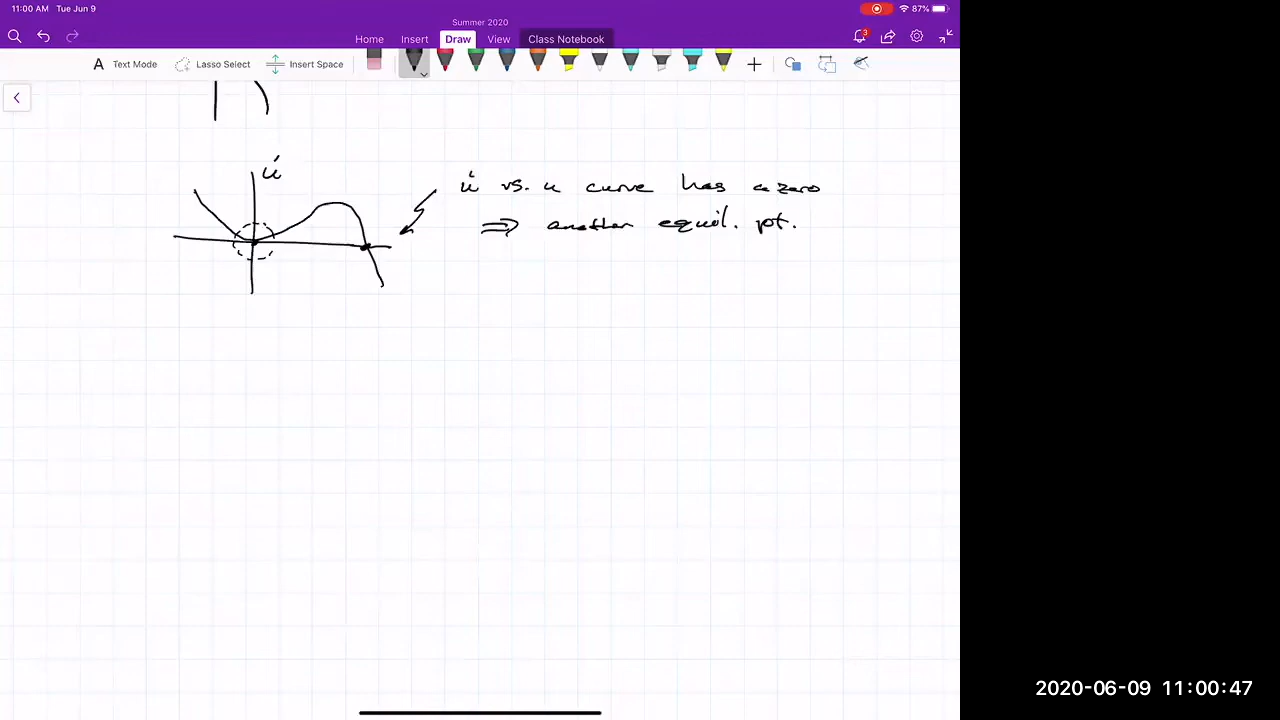 11:00 AM Tue Jun 9
87%
Summer 2020
Home Insert Draw View Class Notebook
3
A Text Mode Lasso Select Insert Space
u̇
u̇ vs. u curve has a zero
⇒ another equil. pt.
2020-06-09 11:00:47